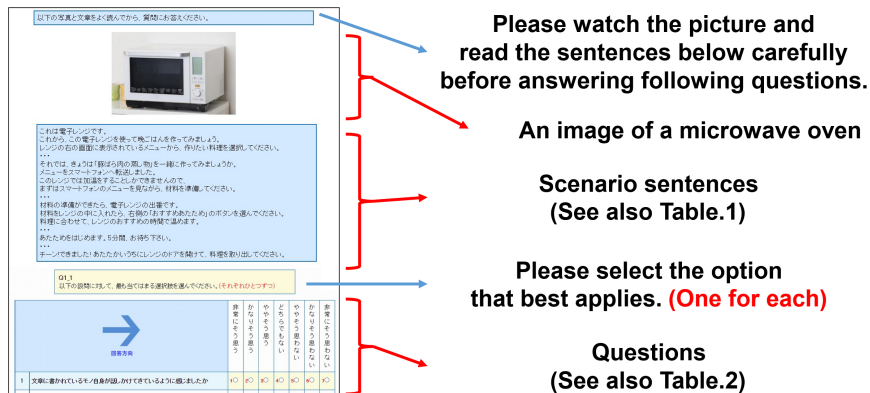 以下の写真と文章をよく読んでから、質問にお答えください。
Please watch the picture and
read the sentences below carefully
before answering following questions.
An image of a microwave oven
これは電子レンジです。
これから、この電子レンジを使って晩ごはんを作ってみましょう。
レンジの右の画面に表示されているメニューから、作りたい料理を選択してください。
・・・
それでは、きょうは「豚ばら肉の蒸し物」を一緒に作ってみましょうか。
メニューをスマートフォンへ転送しました。
このレンジでは加温をすることしかできませんので、
まずはスマートフォンのメニューを見ながら、材料を準備してください。
・・・
材料の準備ができたら、電子レンジの出番です。
材料をレンジの中に入れたら、右側の「おすすめあたため」のボタンを選んでください。
料理に合わせて、レンジのおすすめの時間で温めます。
・・・
あたためをはじめます。5分間、お待ち下さい。
・・・
チーン!できました!あたたかいうちにレンジのドアを開けて、料理を取り出してください。
Scenario sentences
(See also Table.1)
Q1_1
以下の設問に対して、最も当てはまる選択肢を選んでください。(それぞれひとつずつ)
Please select the option
that best applies. (One for each)
回答方向
非常にそう思う
かなりそう思う
ややそう思う
どちらでもない
ややそう思わない
かなりそう思わない
非常にそう思わない
1 文章に書かれているモノ自身が話しかけてきているように感じましたか 1○ 2○ 3○ 4○ 5○ 6○ 7○
Questions
(See also Table.2)